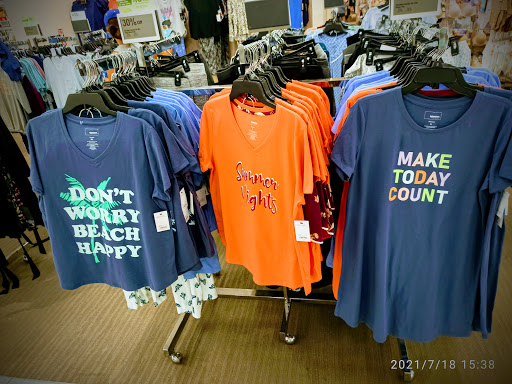 DON'T
WORRY
BEACH
HAPPY
Summer
Nights
MAKE
TODAY
COUNT
2021/7/18 15:38